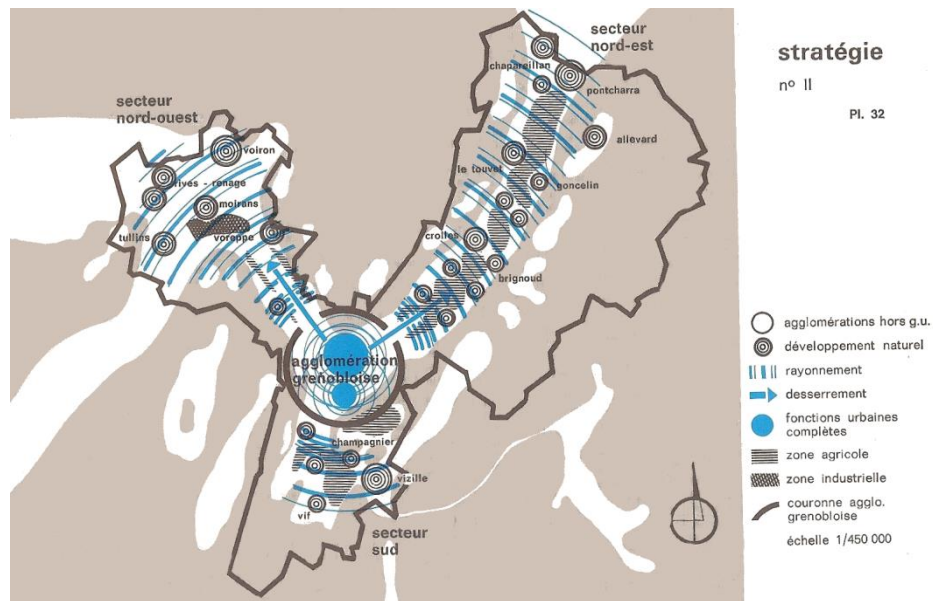 stratégie
n° II
Pl. 32
secteur
nord-est
chapareillan
pontcharra
allevard
le touvet
goncelin
crolles
brignoud
secteur
nord-ouest
voiron
rives - renage
moirans
tullins
voreppe
agglomération
grenobloise
champagnier
vizille
vif
secteur
sud
agglomérations hors g.u.
développement naturel
rayonnement
desserrement
fonctions urbaines
complètes
zone agricole
zone industrielle
couronne agglo.
grenobloise
échelle 1/450 000